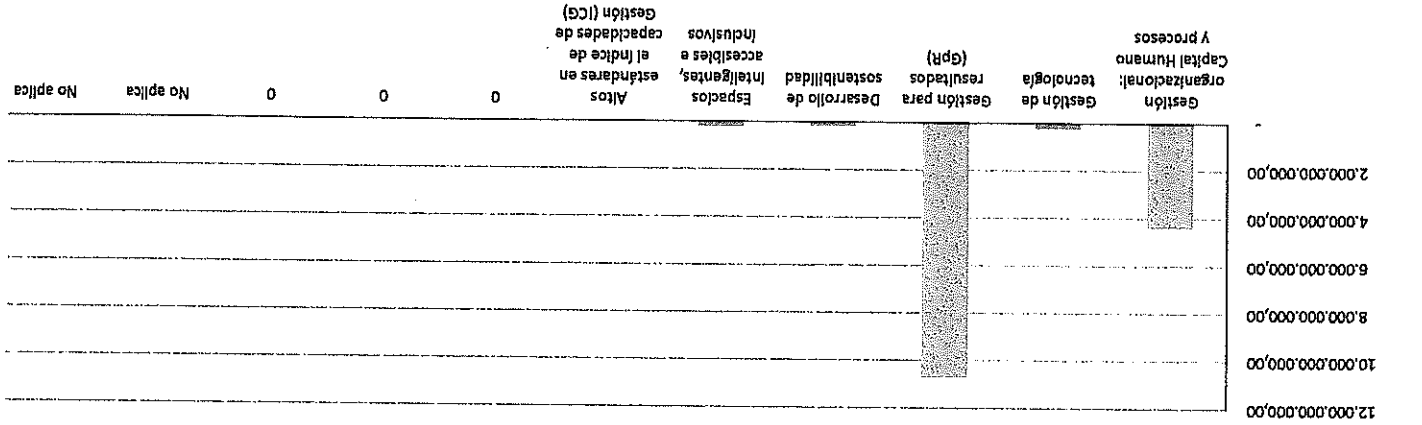 12.000.000.000,00
10.000.000.000,00
8.000.000.000,00
6.000.000.000,00
4.000.000.000,00
2.000.000.000,00
-
Gestión
organizacional:
Capital Humano
y procesos
Gestión de
tecnología
Gestión para
resultados
(GpR)
Desarrollo de
sostenibilidad
Espacios
Inteligentes,
accesibles e
inclusivos
Altos
estándares en
el Índice de
capacidades de
Gestión (ICG)
0
0
0
No aplica
No aplica